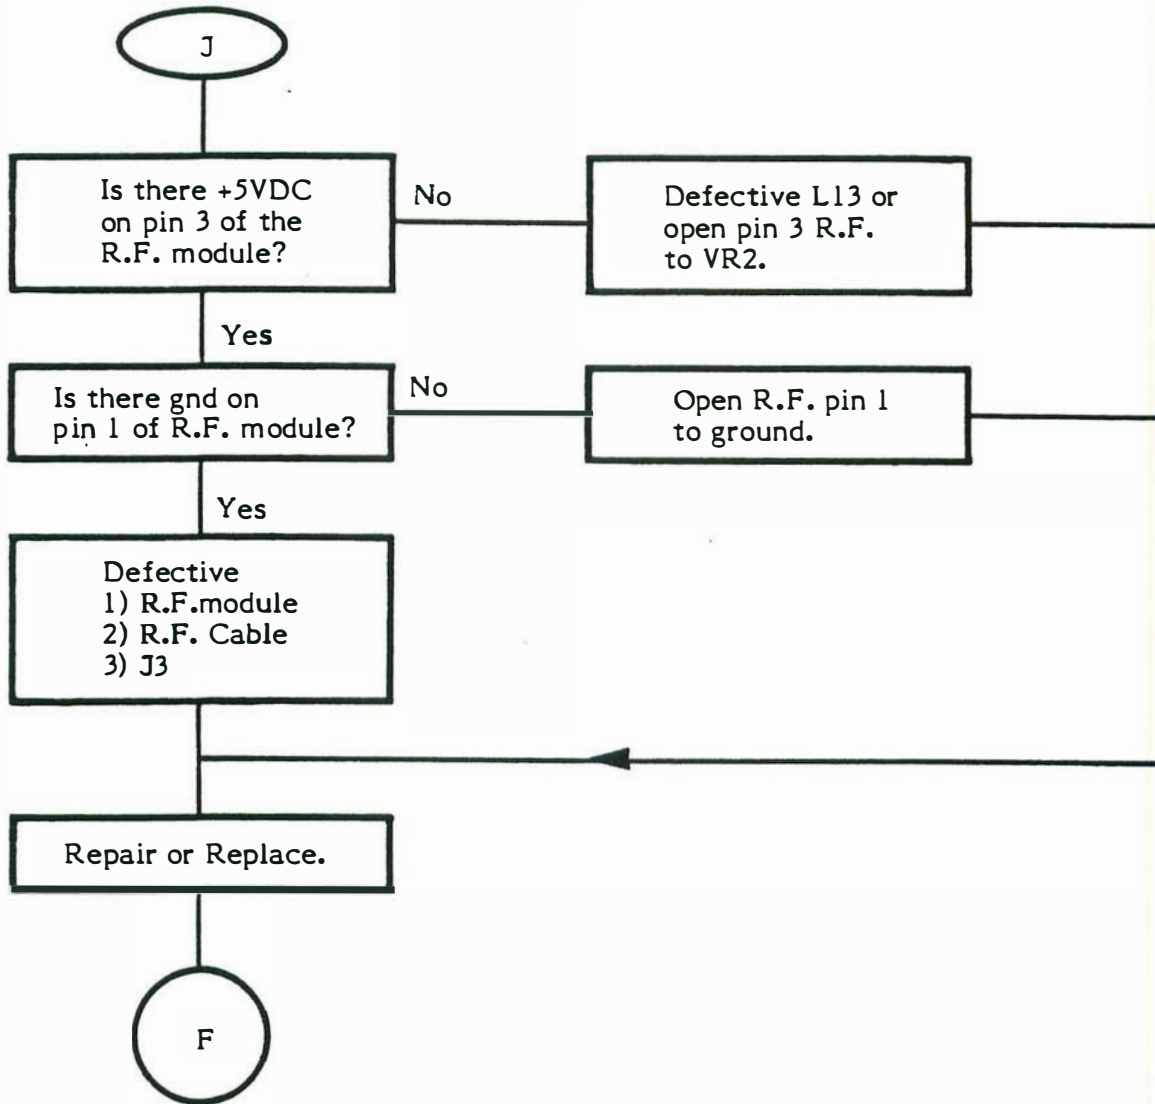 J
Is there +5VDC
on pin 3 of the
R.F. module?
No
Defective L13 or
open pin 3 R.F.
to VR2.
Yes
Is there gnd on
pin 1 of R.F. module?
No
Open R.F. pin 1
to ground.
Yes
Defective
1) R.F.module
2) R.F. Cable
3) J3
Repair or Replace.
F